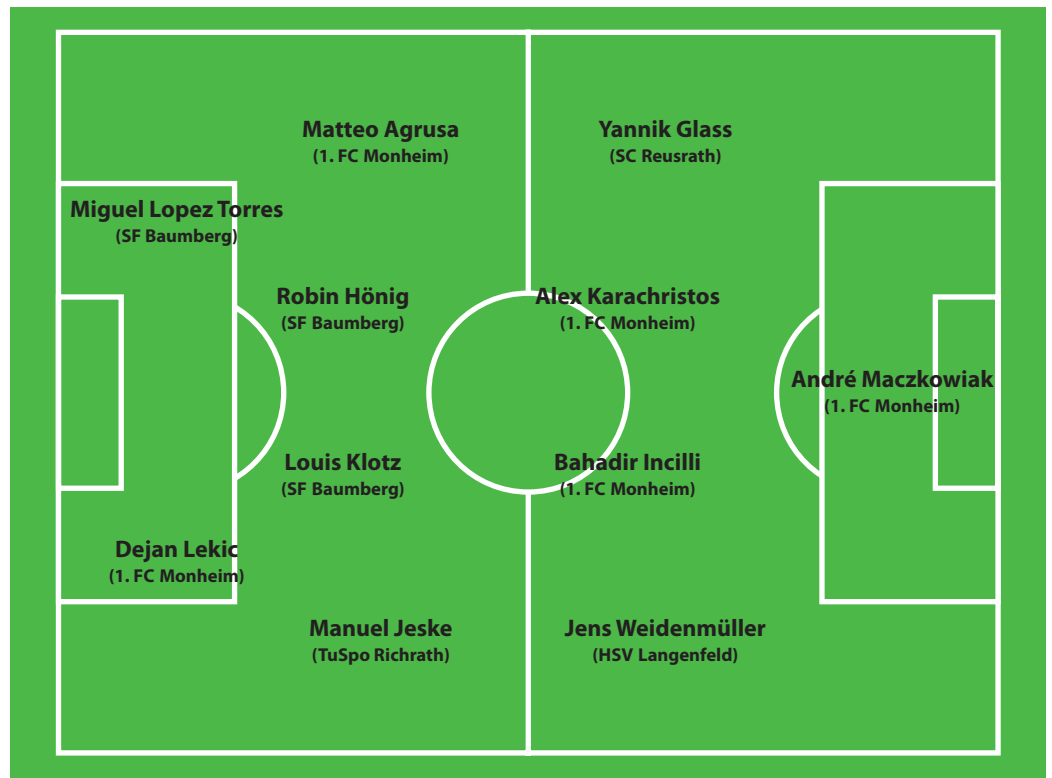 Matteo Agrusa
(1. FC Monheim)
Yannik Glass
(SC Reusrath)
Miguel Lopez Torres
(SF Baumberg)
Robin Hönig
(SF Baumberg)
Alex Karachristos
(1. FC Monheim)
André Maczkowiak
(1. FC Monheim)
Louis Klotz
(SF Baumberg)
Bahadir Incilli
(1. FC Monheim)
Dejan Lekic
(1. FC Monheim)
Manuel Jeske
(TuSpo Richrath)
Jens Weidenmüller
(HSV Langenfeld)